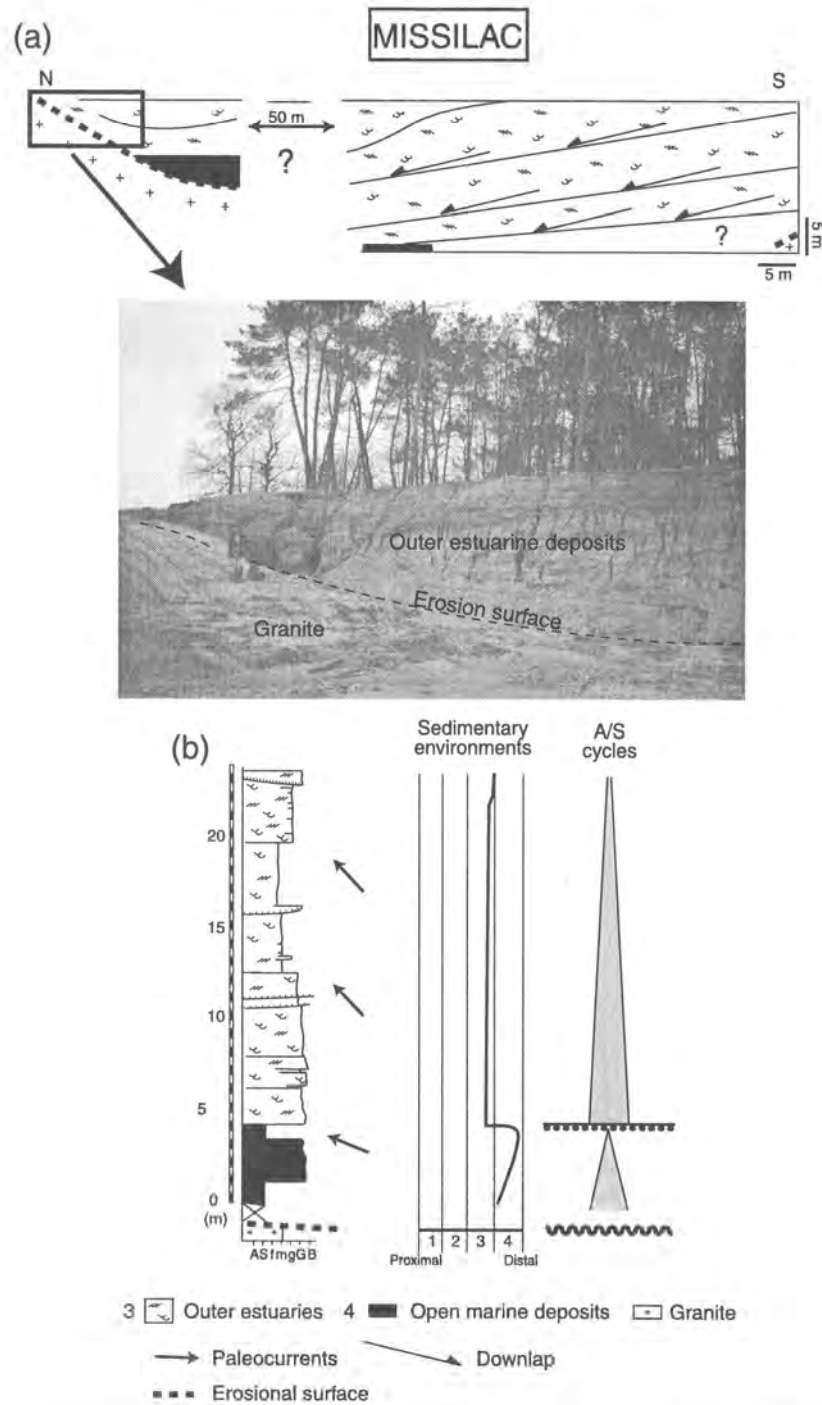 MISSILAC
(a)
N
S
50 m
?
?
5 m
5 m
Outer estuarine deposits
Erosion surface
Granite
(b)
Sedimentary environments
A/S cycles
20
15
10
5
0
(m)
ASfmgGB
1 2 3 4
Proximal Distal
3 Outer estuaries 4 Open marine deposits Granite
Paleocurrents Downlap
Erosional surface